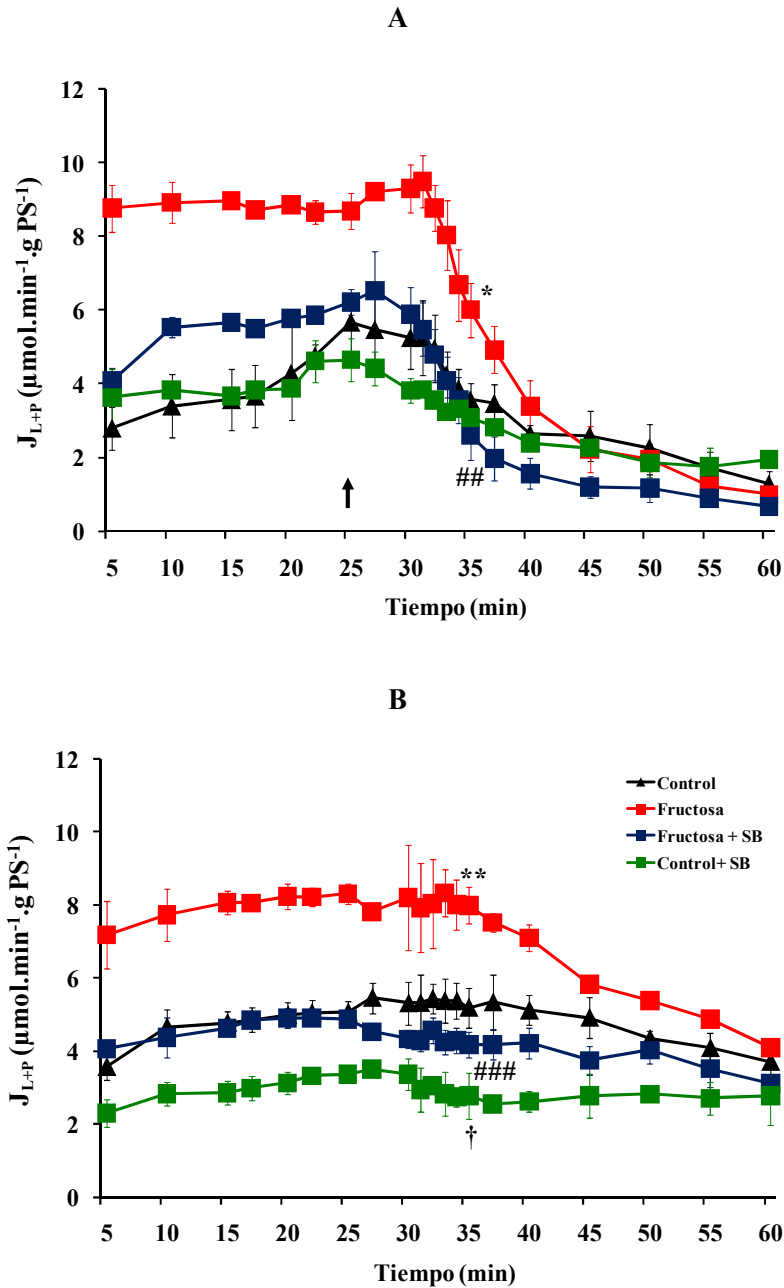 A
12
10
8
6
4
2
0
J_L+P (µmol.min⁻¹.g PS⁻¹)
*
##
5 10 15 20 25 30 35 40 45 50 55 60
Tiempo (min)
B
12
10
8
6
4
2
0
J_L+P (µmol.min⁻¹.g PS⁻¹)
Control
Fructosa
Fructosa + SB
Control+ SB
**
###
†
5 10 15 20 25 30 35 40 45 50 55 60
Tiempo (min)